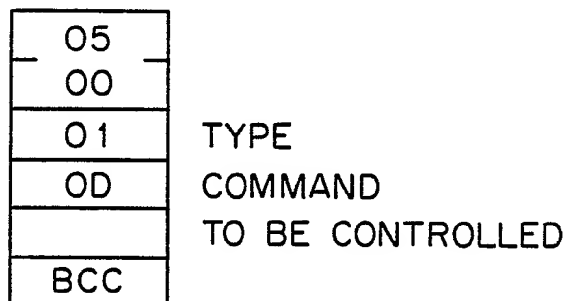 05
00
01 TYPE
0D COMMAND
TO BE CONTROLLED
BCC